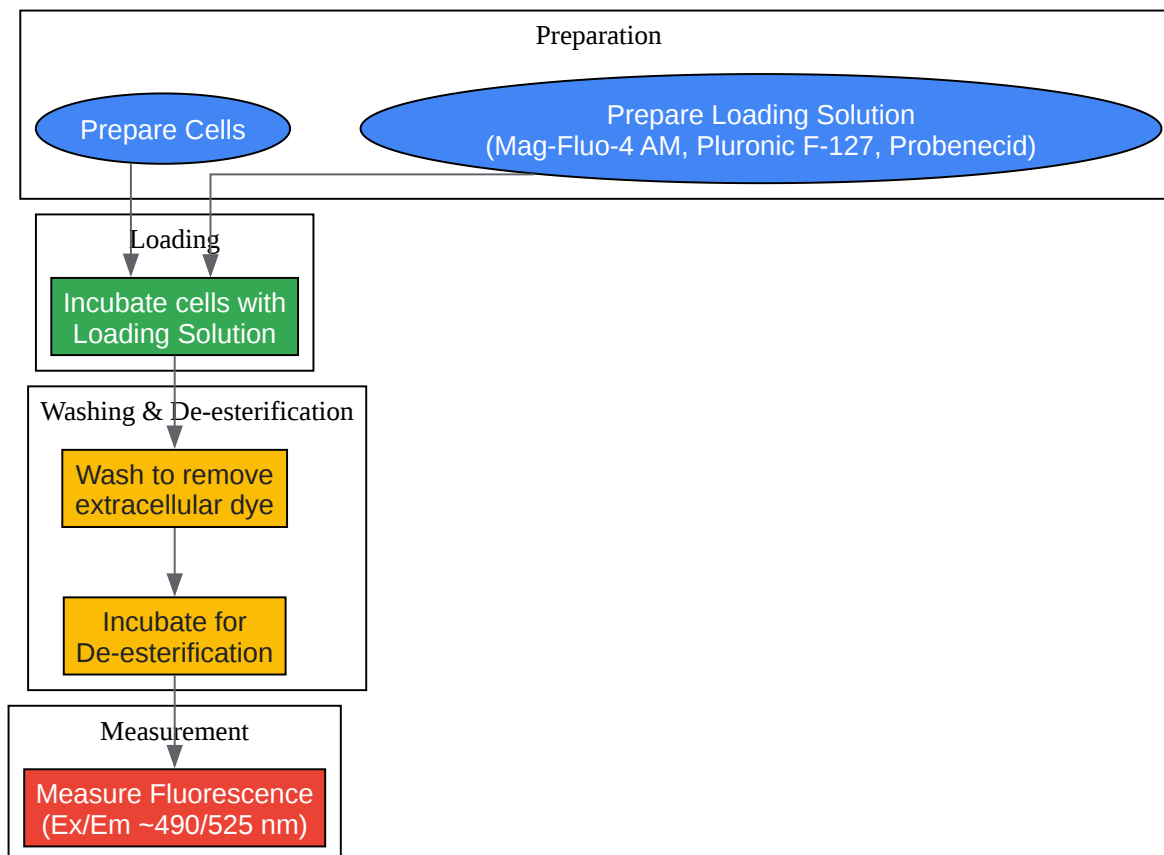 Preparation
Prepare Cells
Prepare Loading Solution
(Mag-Fluo-4 AM, Pluronic F-127, Probenecid)
Loading
Incubate cells with
Loading Solution
Washing & De-esterification
Wash to remove
extracellular dye
Incubate for
De-esterification
Measurement
Measure Fluorescence
(Ex/Em ~490/525 nm)